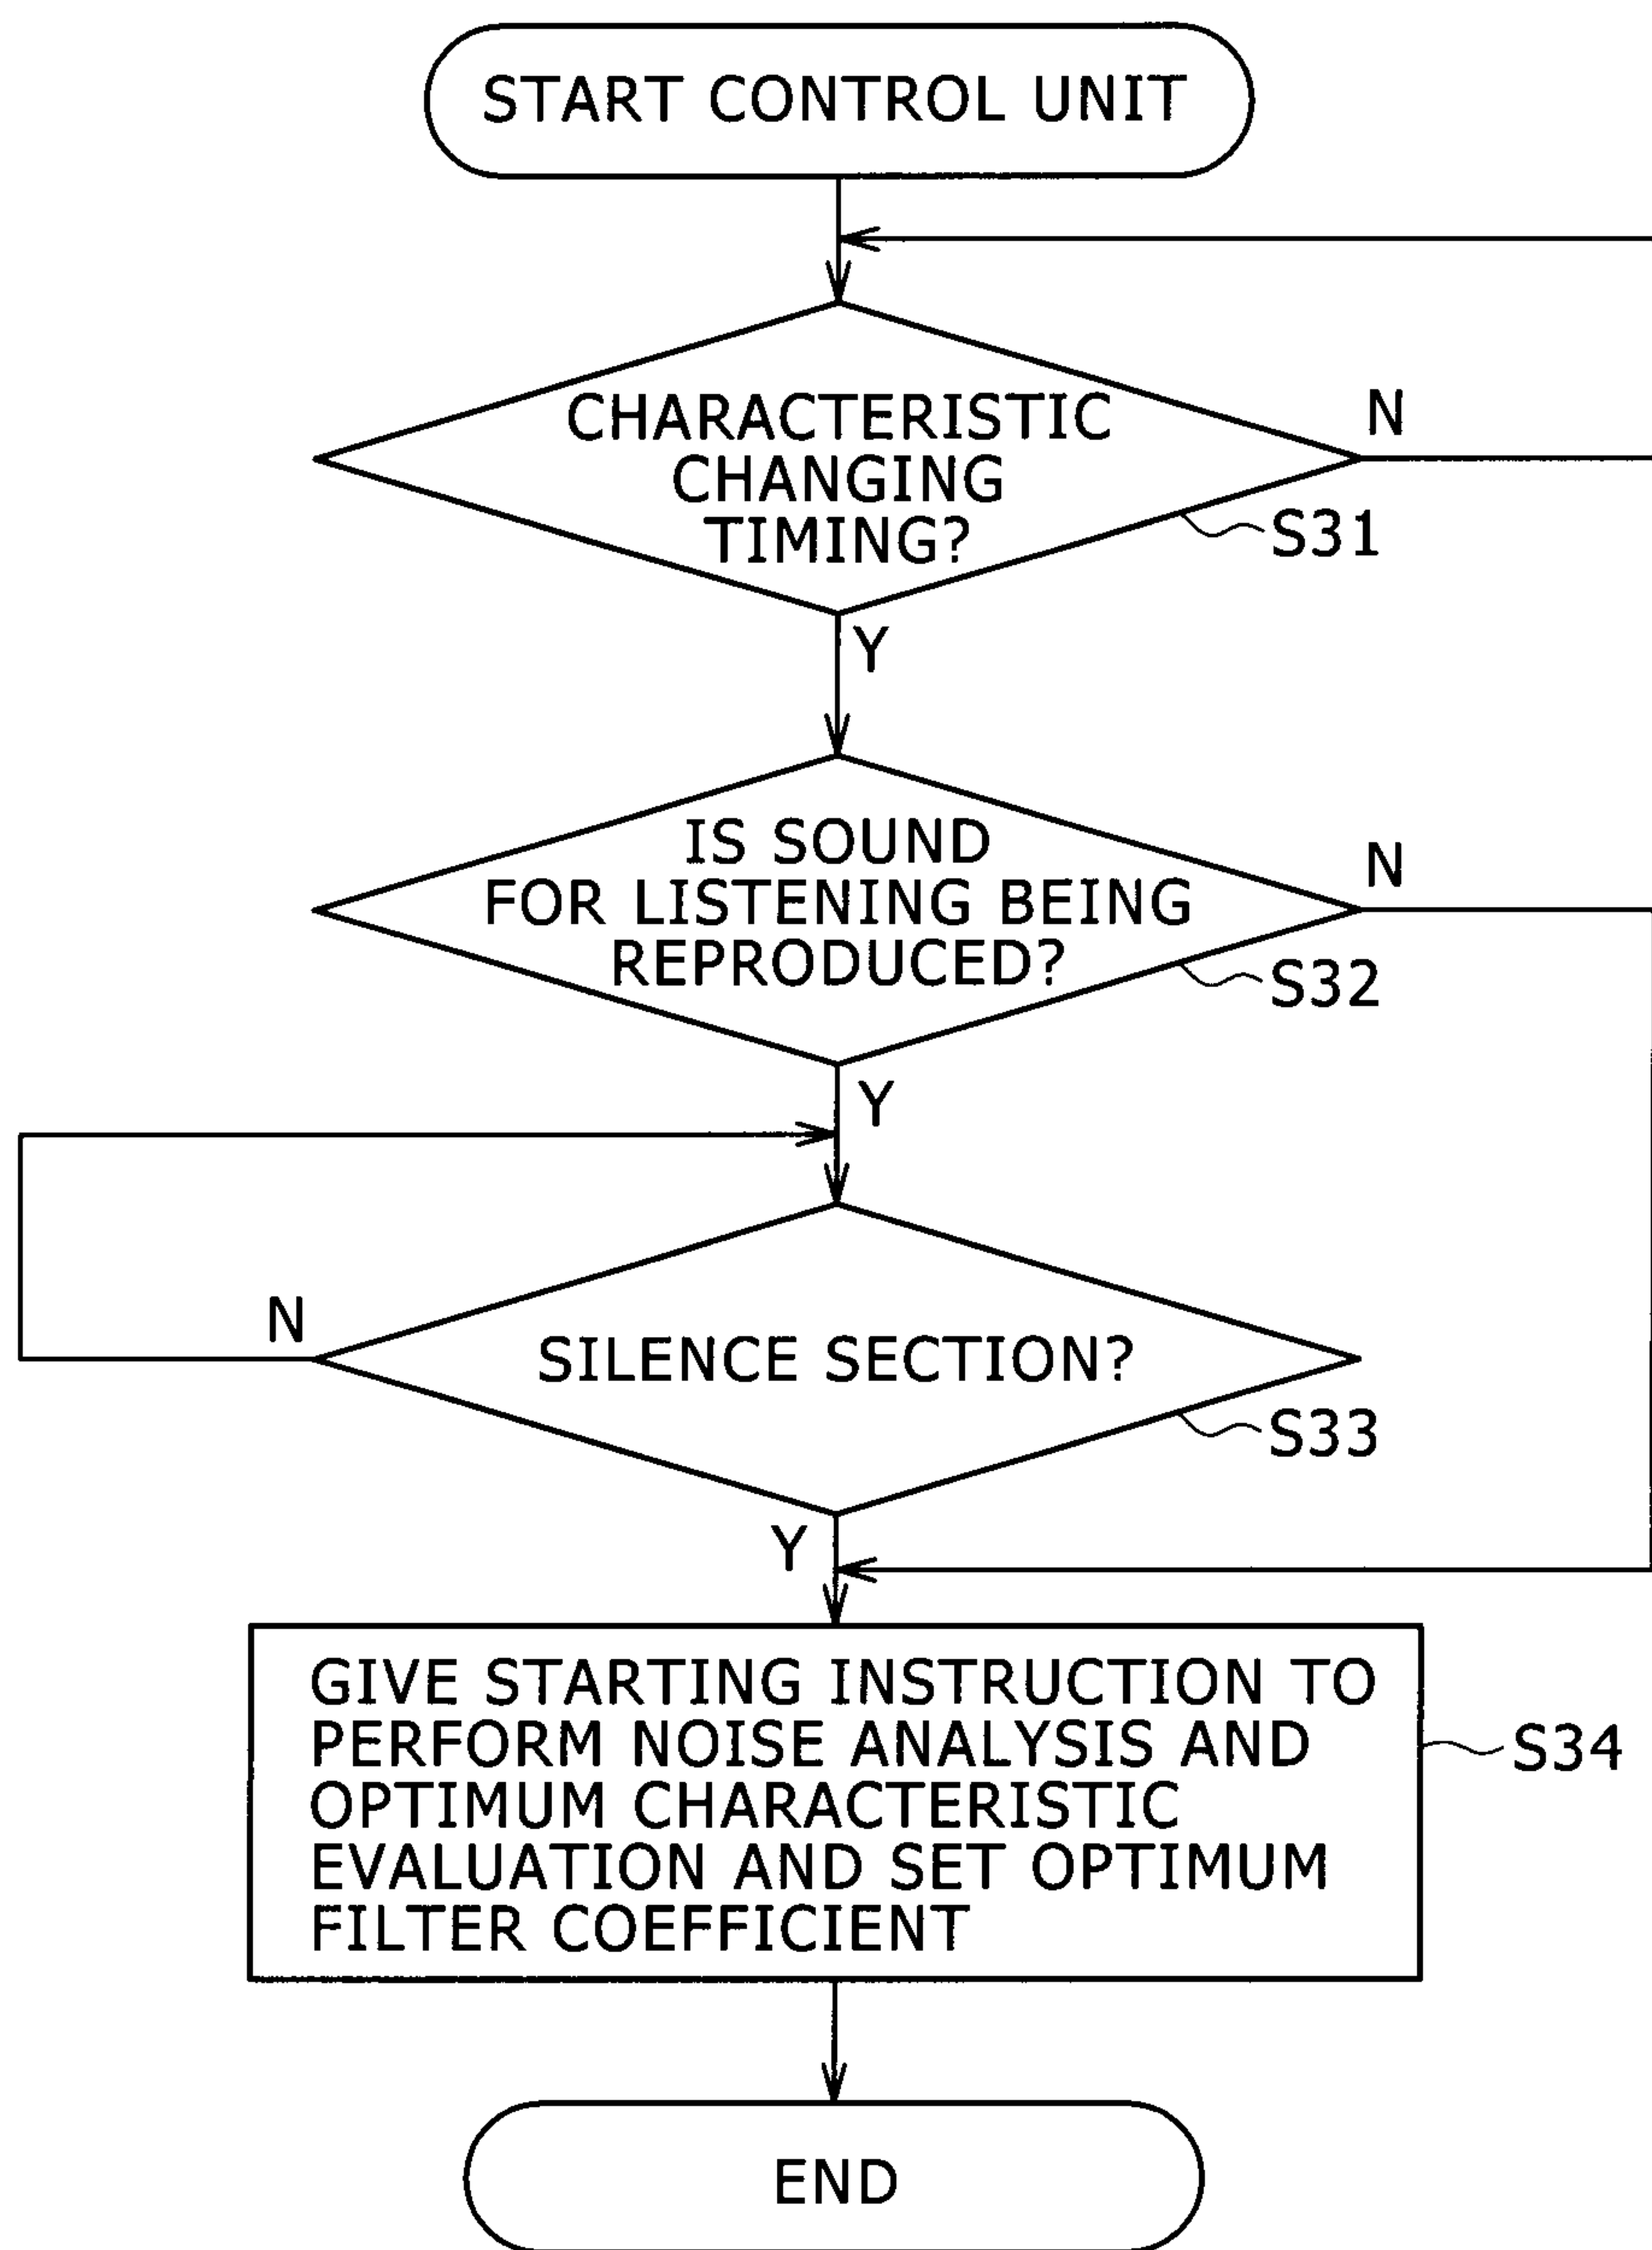 START CONTROL UNIT
CHARACTERISTIC
CHANGING
TIMING?
N
S31
Y
IS SOUND
FOR LISTENING BEING
REPRODUCED?
N
S32
Y
SILENCE SECTION?
N
S33
Y
GIVE STARTING INSTRUCTION TO
PERFORM NOISE ANALYSIS AND
OPTIMUM CHARACTERISTIC
EVALUATION AND SET OPTIMUM
FILTER COEFFICIENT
S34
END